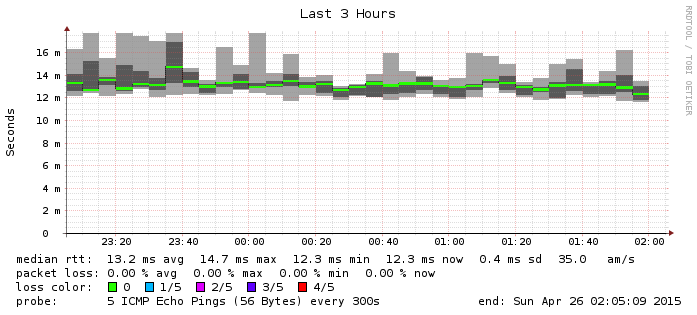 Last 3 Hours
RRDTOOL / TOBI OETIKER
Seconds
16 m
14 m
12 m
10 m
8 m
6 m
4 m
2 m
0
23:20 23:40 00:00 00:20 00:40 01:00 01:20 01:40 02:00
median rtt: 13.2 ms avg 14.7 ms max 12.3 ms min 12.3 ms now 0.4 ms sd 35.0 am/s
packet loss: 0.00 % avg 0.00 % max 0.00 % min 0.00 % now
loss color: 0 1/5 2/5 3/5 4/5
probe: 5 ICMP Echo Pings (56 Bytes) every 300s end: Sun Apr 26 02:05:09 2015